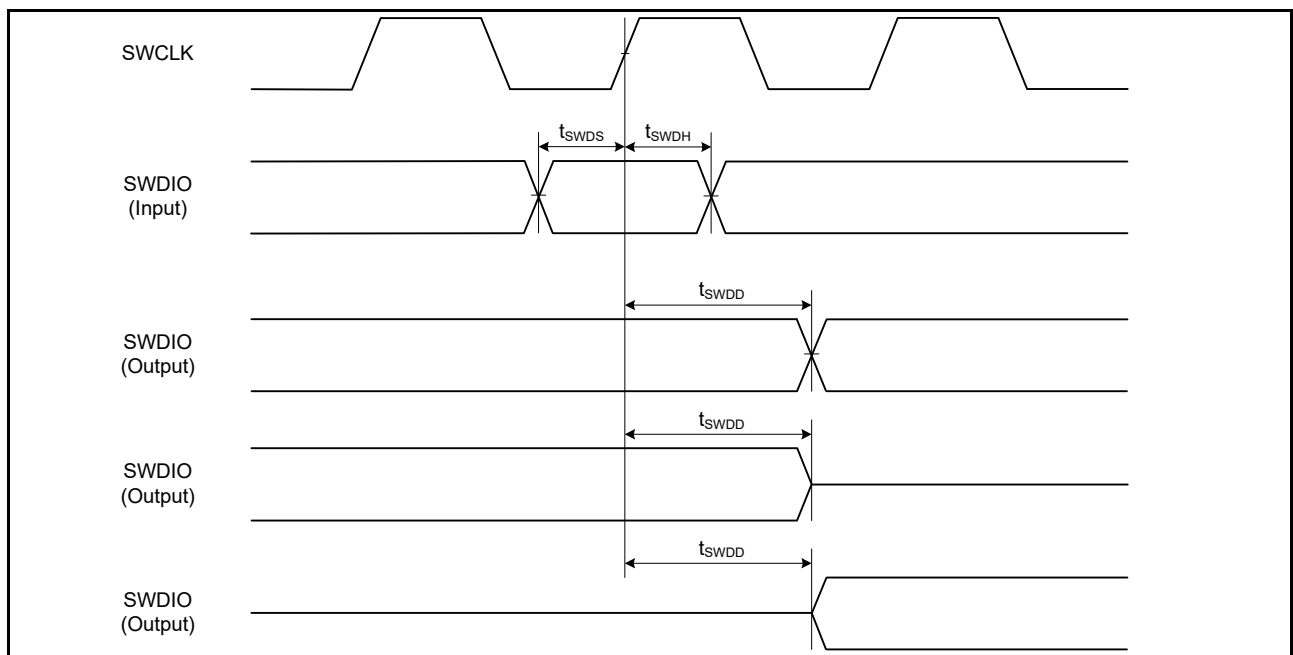 SWCLK
tSWDS
tSWDH
SWDIO
(Input)
tSWDD
SWDIO
(Output)
tSWDD
SWDIO
(Output)
tSWDD
SWDIO
(Output)